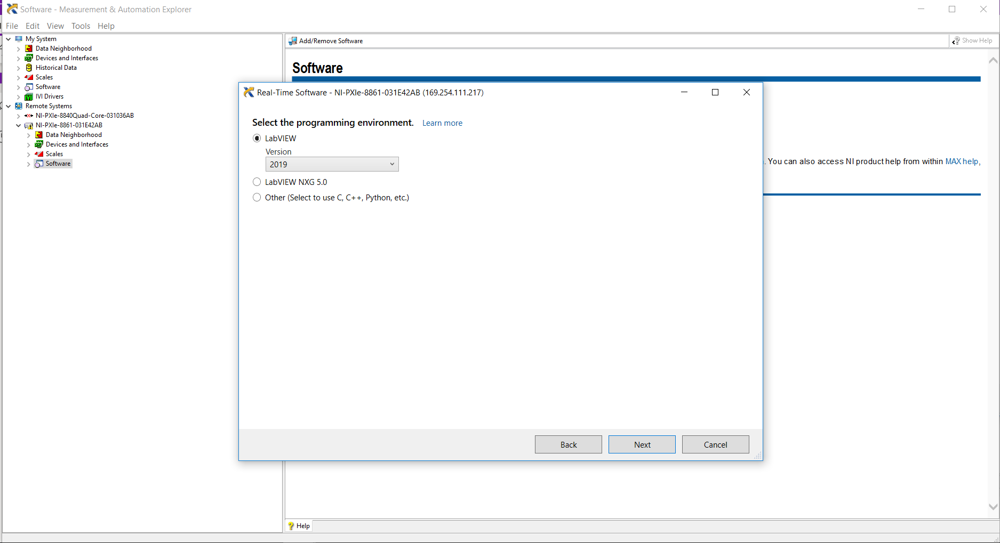 Software - Measurement & Automation Explorer
File Edit View Tools Help
My System
Data Neighborhood
Devices and Interfaces
Historical Data
Scales
Software
IVI Drivers
Remote Systems
NI-PXIe-8840Quad-Core-031036AB
NI-PXIe-8861-031E42AB
Data Neighborhood
Devices and Interfaces
Scales
Software
Add/Remove Software
Show Help
Software
Real-Time Software - NI-PXIe-8861-031E42AB (169.254.111.217)
Select the programming environment. Learn more
LabVIEW
Version
2019
LabVIEW NXG 5.0
Other (Select to use C, C++, Python, etc.)
. You can also access NI product help from within MAX help,
Back Next Cancel
Help